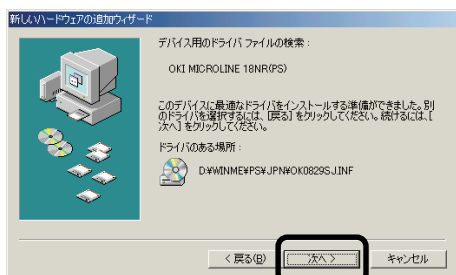 新しいハードウェアの追加ウィザード
デバイス用のドライバ ファイルの検索 :
OKI MICROLINE 18NR(PS)
このデバイスに最適なドライバをインストールする準備ができました。別
のドライバを選択するには、[戻る] をクリックしてください。続けるには、[
次へ] をクリックしてください。
ドライバのある場所 :
D:¥WINME¥PS¥JPN¥OK0829SJ.INF
< 戻る(B)
次へ >
キャンセル